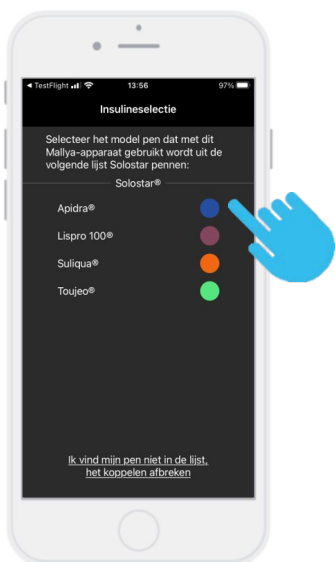 TestFlight 13:56 97%
Insulineselectie
Selecteer het model pen dat met dit
Mallya-apparaat gebruikt wordt uit de
volgende lijst Solostar pennen:
Solostar®
Apidra®
Lispro 100®
Suliqua®
Toujeo®
Ik vind mijn pen niet in de lijst,
het koppelen afbreken